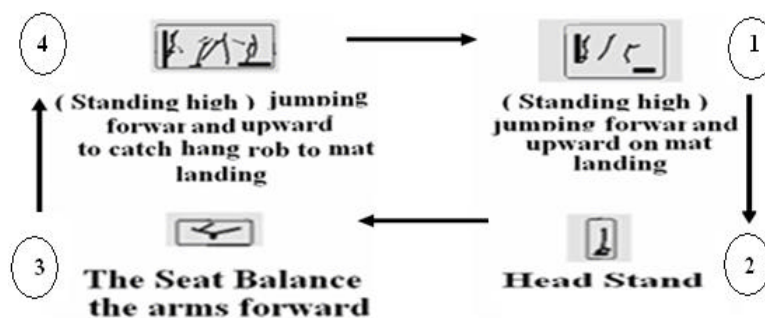 4
( Standing high ) jumping
forwar and upward
to catch hang rob to mat
landing
1
( Standing high )
jumping forwar and
upward on mat
landing
3
The Seat Balance
the arms forward
2
Head Stand